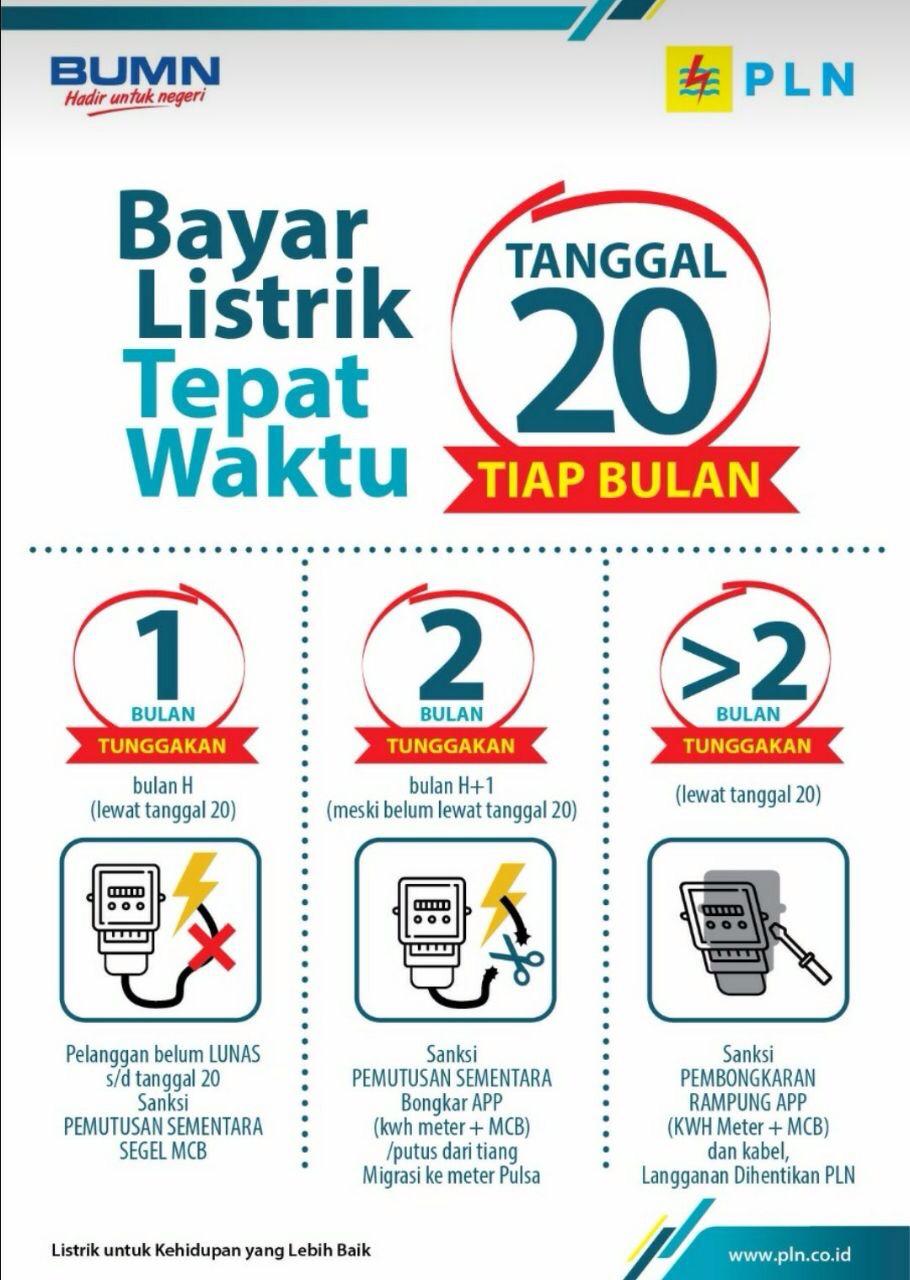 BUMN
Hadir untuk negeri
PLN
Bayar
Listrik
Tepat
Waktu
TANGGAL
20
TIAP BULAN
1
BULAN
TUNGGAKAN
bulan H
(lewat tanggal 20)
Pelanggan belum LUNAS
s/d tanggal 20
Sanksi
PEMUTUSAN SEMENTARA
SEGEL MCB
2
BULAN
TUNGGAKAN
bulan H+1
(meski belum lewat tanggal 20)
Sanksi
PEMUTUSAN SEMENTARA
Bongkar APP
(kwh meter + MCB)
/putus dari tiang
Migrasi ke meter Pulsa
>2
BULAN
TUNGGAKAN
(lewat tanggal 20)
Sanksi
PEMBONGKARAN
RAMPUNG APP
(KWH Meter + MCB)
dan kabel,
Langganan Dihentikan PLN
Listrik untuk Kehidupan yang Lebih Baik
www.pln.co.id